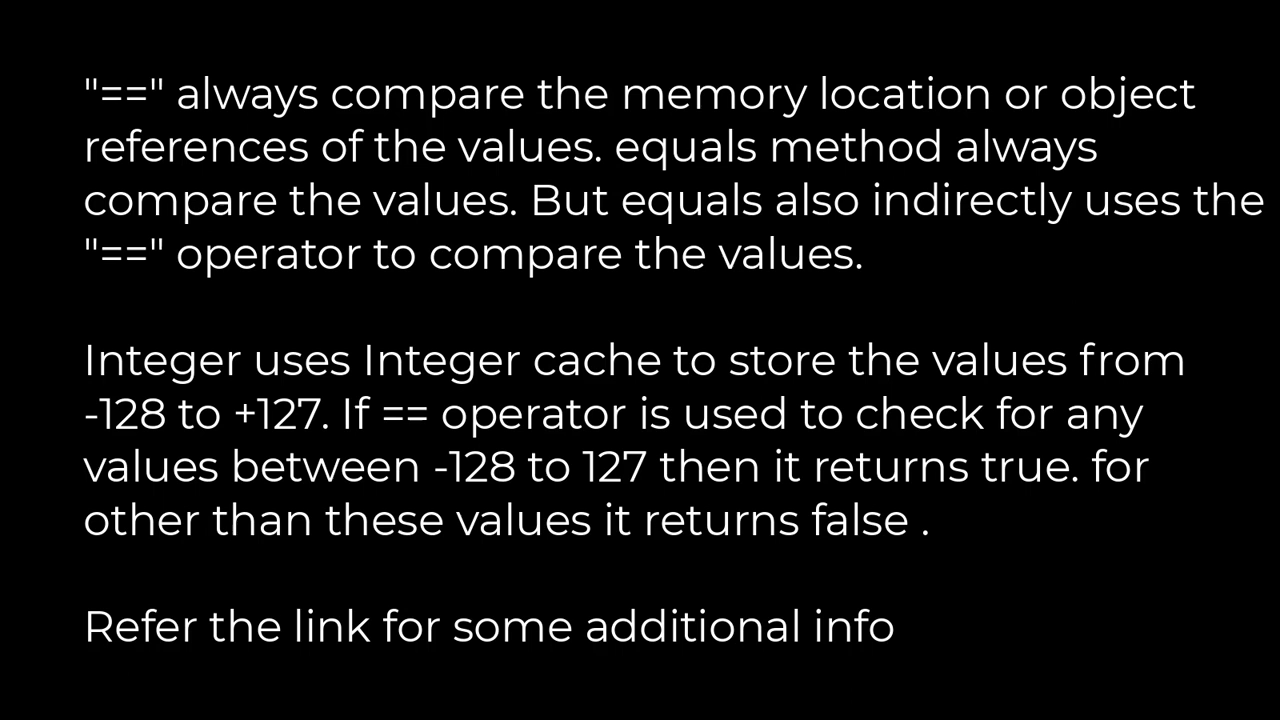 "==" always compare the memory location or object
references of the values. equals method always
compare the values. But equals also indirectly uses the
"==" operator to compare the values.
Integer uses Integer cache to store the values from
-128 to +127. If == operator is used to check for any
values between -128 to 127 then it returns true. for
other than these values it returns false .
Refer the link for some additional info